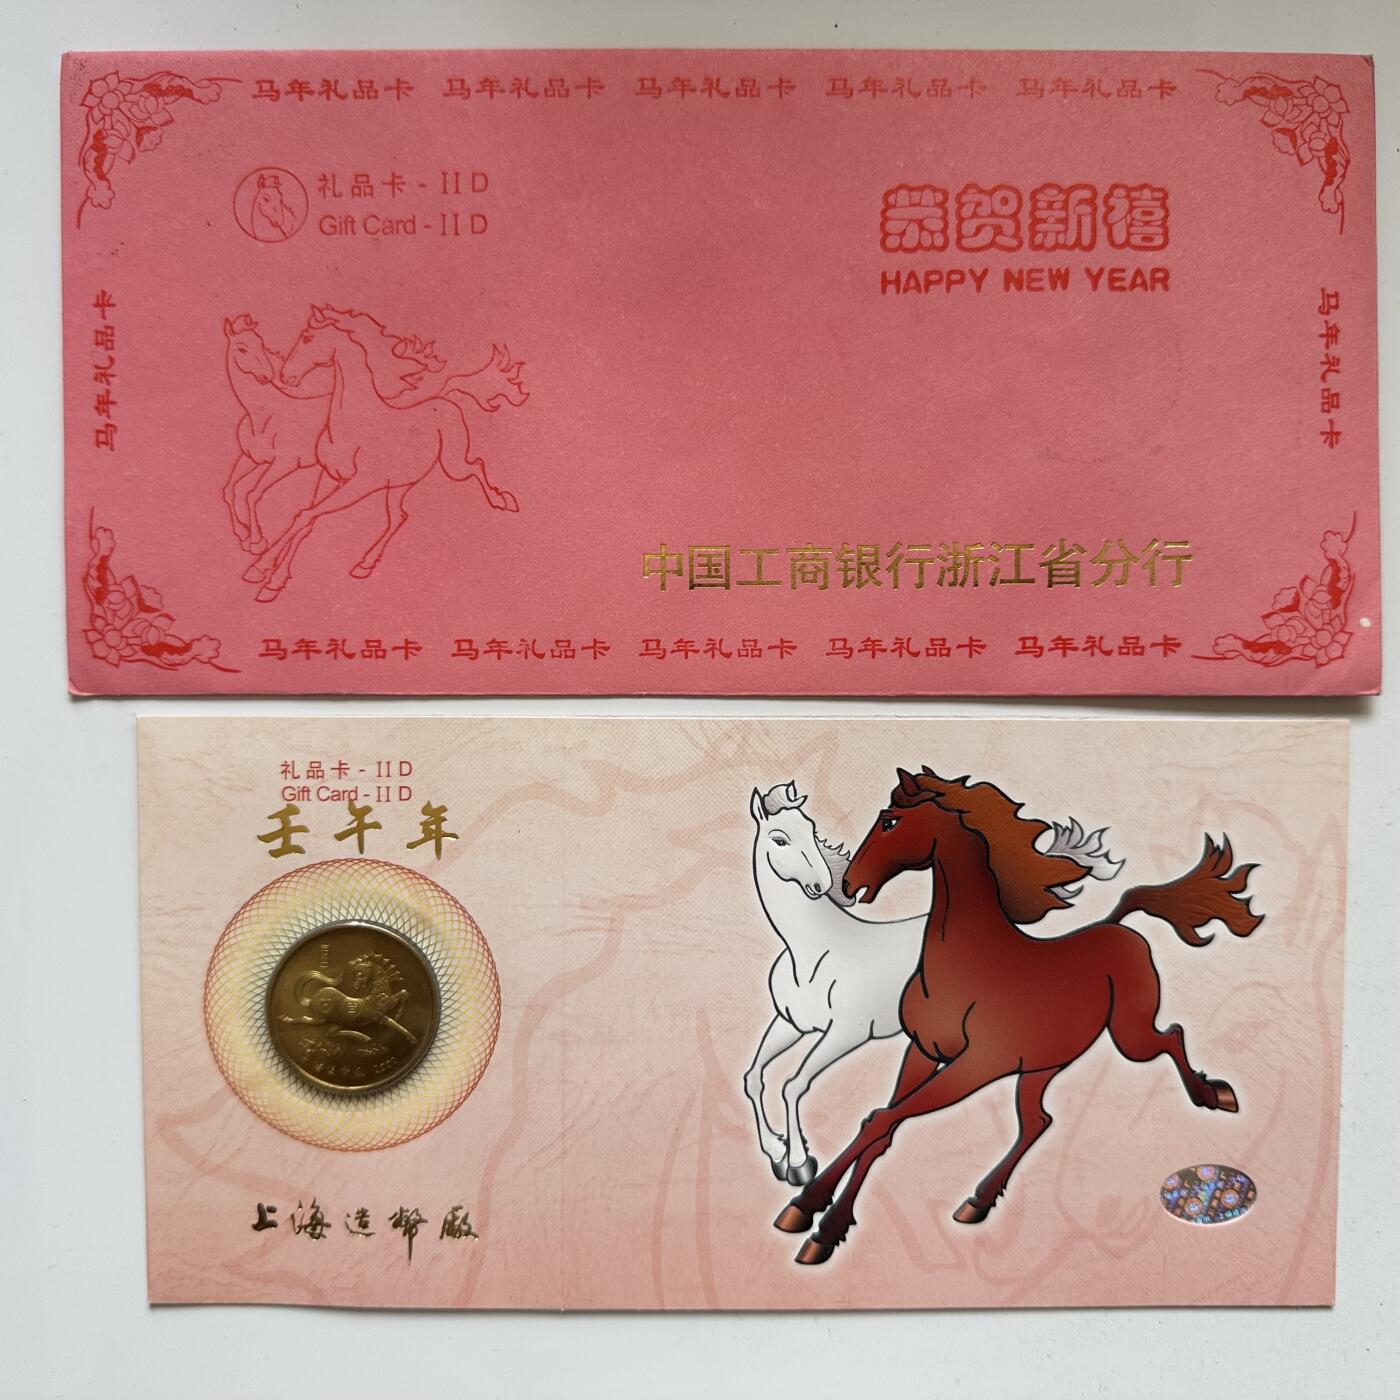 马年礼品卡 马年礼品卡 马年礼品卡 马年礼品卡 马年礼品卡
礼品卡 - II D
Gift Card - II D
恭贺新禧
HAPPY NEW YEAR
马年礼品卡
马年礼品卡
中国工商银行浙江省分行
马年礼品卡 马年礼品卡 马年礼品卡 马年礼品卡 马年礼品卡
礼品卡 - II D
Gift Card - II D
壬午年
上海造幣廠